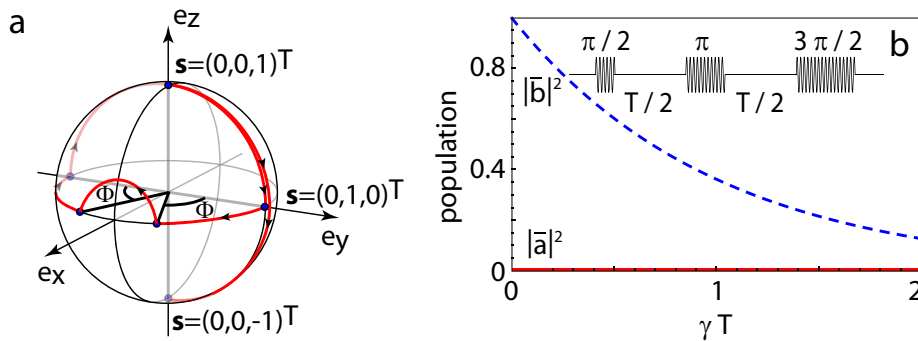 a
e_z
s=(0,0,1)^T
Φ
Φ
s=(0,1,0)^T
e_y
e_x
s=(0,0,-1)^T
b
π / 2
π
3 π / 2
T / 2
T / 2
|b̄|²
|ā|²
population
0.8
0.4
0
0
1
2
γ T